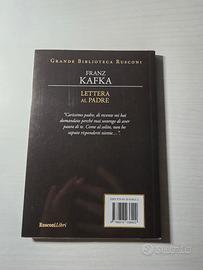 GRANDE BIBLIOTECA RUSCONI
FRANZ
KAFKA
LETTERA
AL PADRE
"Carissimo padre, di recente mi hai
domandato perché mai sostengo di aver
paura di te. Come al solito, non ho
saputo risponderti niente..."
RusconiLibri